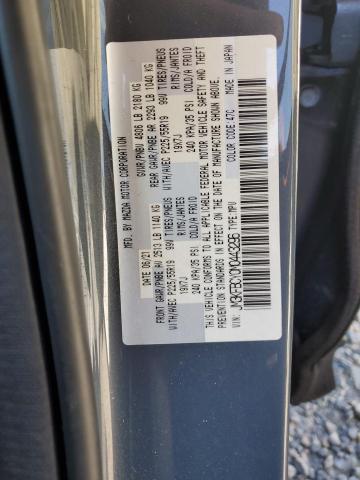 MFD. BY MAZDA MOTOR CORPORATION
DATE 06/21 GVWR/PNBV 4806 LB 2180 KG
FRONT GAWR/PNBE AV 2513 LB 1140 KG REAR GAWR/PNBE AR 2293 LB 1040 KG
WITH/AVEC P225/55R19 99V TIRES/PNEUS WITH/AVEC P225/55R19 99V TIRES/PNEUS
19X7J RIMS/JANTES 19X7J RIMS/JANTES
240 KPA/35 PSI COLD/A FROID 240 KPA/35 PSI COLD/A FROID
THIS VEHICLE CONFORMS TO ALL APPLICABLE FEDERAL MOTOR VEHICLE SAFETY AND THEFT
PREVENTION STANDARDS IN EFFECT ON THE DATE OF MANUFACTURE SHOWN ABOVE.
MADE IN JAPAN
VIN: JM3KFBCY0N0443296 TYPE: MPV COLOR CODE: 47C